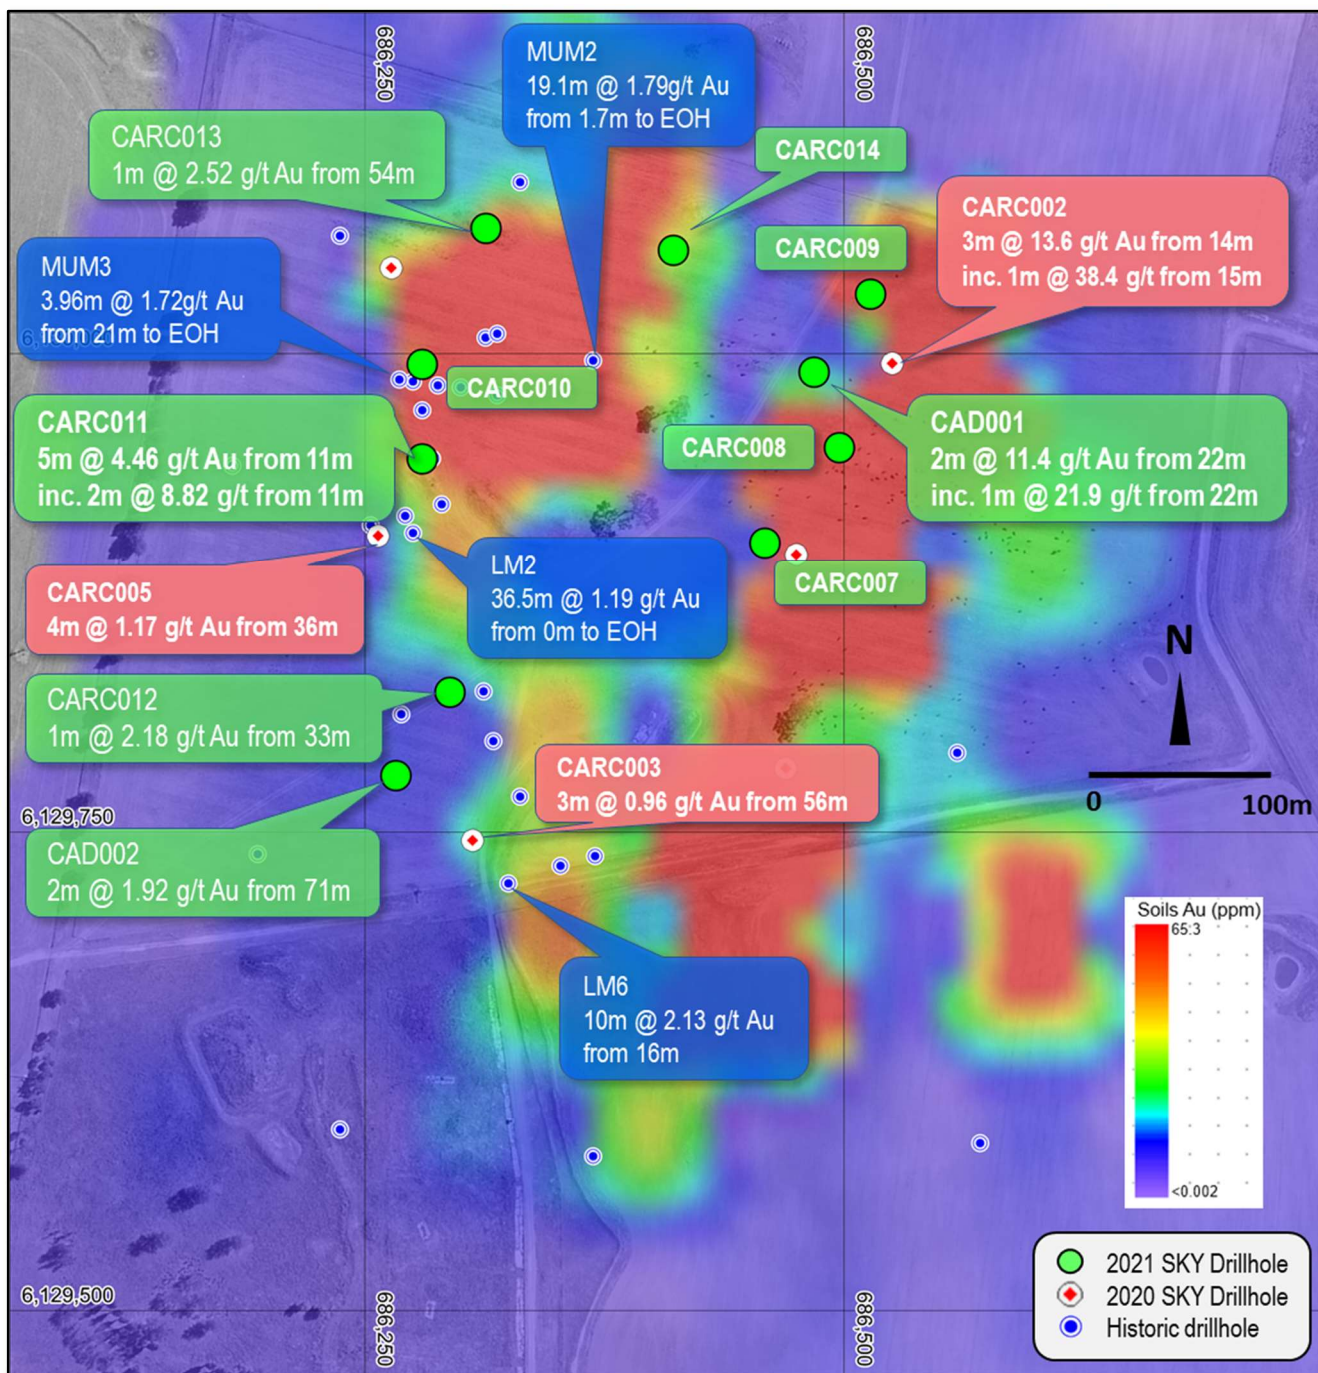 686,250
686,500
MUM2
19.1m @ 1.79g/t Au
from 1.7m to EOH
CARC013
1m @ 2.52 g/t Au from 54m
CARC014
CARC002
3m @ 13.6 g/t Au from 14m
inc. 1m @ 38.4 g/t from 15m
CARC009
MUM3
3.96m @ 1.72g/t Au
from 21m to EOH
CARC010
CARC011
5m @ 4.46 g/t Au from 11m
inc. 2m @ 8.82 g/t from 11m
CARC008
CAD001
2m @ 11.4 g/t Au from 22m
inc. 1m @ 21.9 g/t from 22m
LM2
36.5m @ 1.19 g/t Au
from 0m to EOH
CARC007
CARC005
4m @ 1.17 g/t Au from 36m
N
CARC012
1m @ 2.18 g/t Au from 33m
CARC003
3m @ 0.96 g/t Au from 56m
0 100m
6,129,750
CAD002
2m @ 1.92 g/t Au from 71m
Soils Au (ppm)
65.3
<0.002
LM6
10m @ 2.13 g/t Au
from 16m
2021 SKY Drillhole
2020 SKY Drillhole
Historic drillhole
6,129,500
686,250
686,500